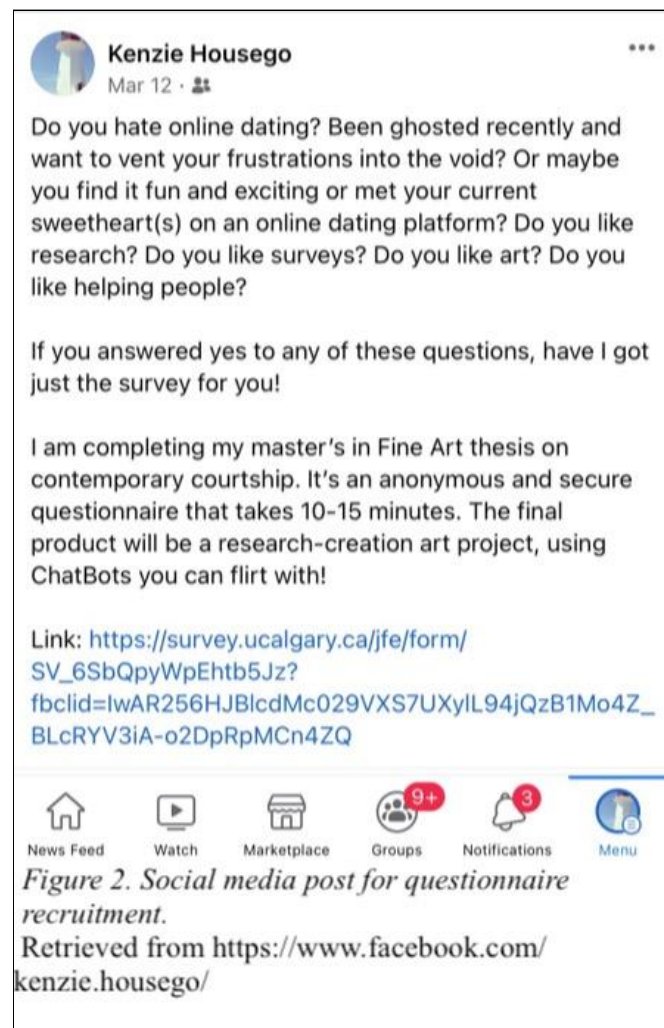 Kenzie Housego
Mar 12 ·
Do you hate online dating? Been ghosted recently and
want to vent your frustrations into the void? Or maybe
you find it fun and exciting or met your current
sweetheart(s) on an online dating platform? Do you like
research? Do you like surveys? Do you like art? Do you
like helping people?
If you answered yes to any of these questions, have I got
just the survey for you!
I am completing my master's in Fine Art thesis on
contemporary courtship. It's an anonymous and secure
questionnaire that takes 10-15 minutes. The final
product will be a research-creation art project, using
ChatBots you can flirt with!
Link: https://survey.ucalgary.ca/jfe/form/
SV_6SbQpyWpEhtb5Jz?
fbclid=IwAR256HJBlcdMc029VXS7UXylL94jQzB1Mo4Z_
BLcRYV3iA-o2DpRpMCn4ZQ
9+ 3
News Feed Watch Marketplace Groups Notifications Menu
Figure 2. Social media post for questionnaire
recruitment.
Retrieved from https://www.facebook.com/
kenzie.housego/